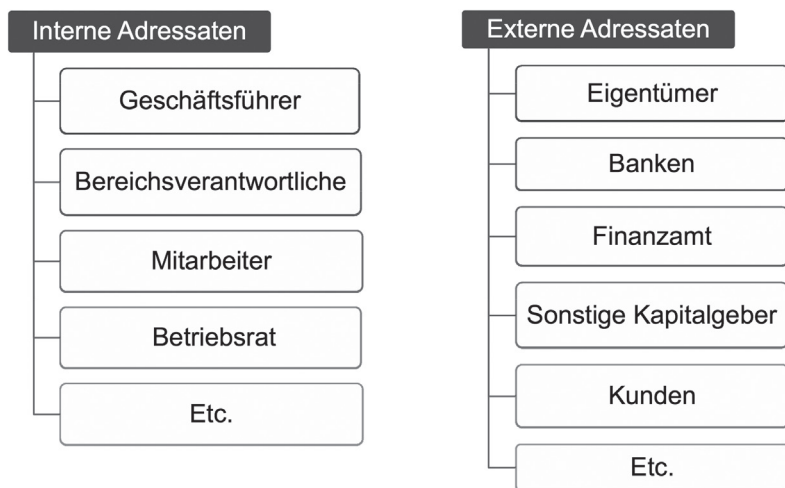 Interne Adressaten
Geschäftsführer
Bereichsverantwortliche
Mitarbeiter
Betriebsrat
Etc.
Externe Adressaten
Eigentümer
Banken
Finanzamt
Sonstige Kapitalgeber
Kunden
Etc.